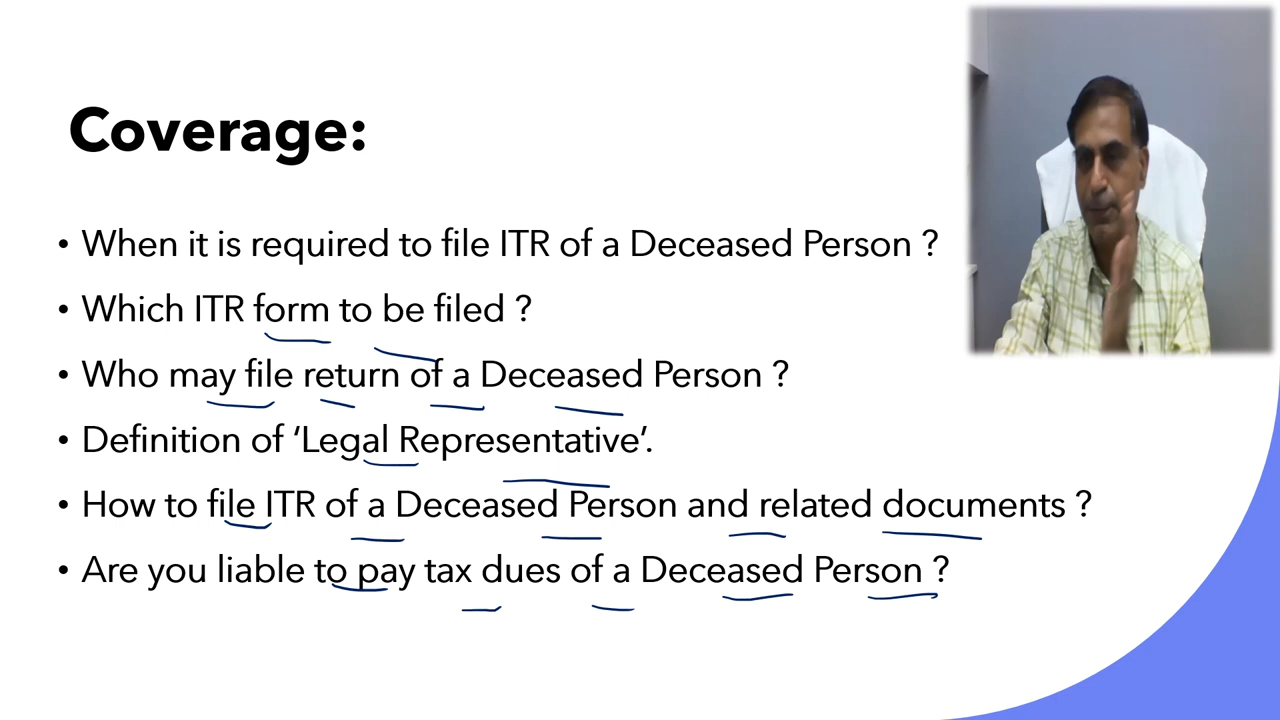 Coverage:
• When it is required to file ITR of a Deceased Person ?
• Which ITR form to be filed ?
• Who may file return of a Deceased Person ?
• Definition of ‘Legal Representative’.
• How to file ITR of a Deceased Person and related documents ?
• Are you liable to pay tax dues of a Deceased Person ?